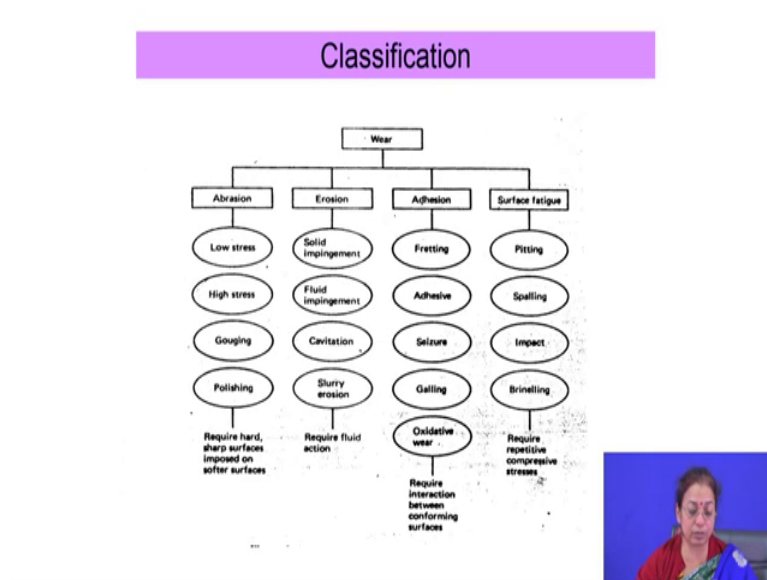 Classification
Wear
Abrasion
Erosion
Adhesion
Surface fatigue
Low stress
High stress
Gouging
Polishing
Require hard,
sharp surfaces
imposed on
softer surfaces
Solid
impingement
Fluid
impingement
Cavitation
Slurry
erosion
Require fluid
action
Fretting
Adhesive
Seizure
Galling
Oxidative
wear
Require
interaction
between
conforming
surfaces
Pitting
Spalling
Impact
Brinelling
Require
repetitive
compressive
stresses